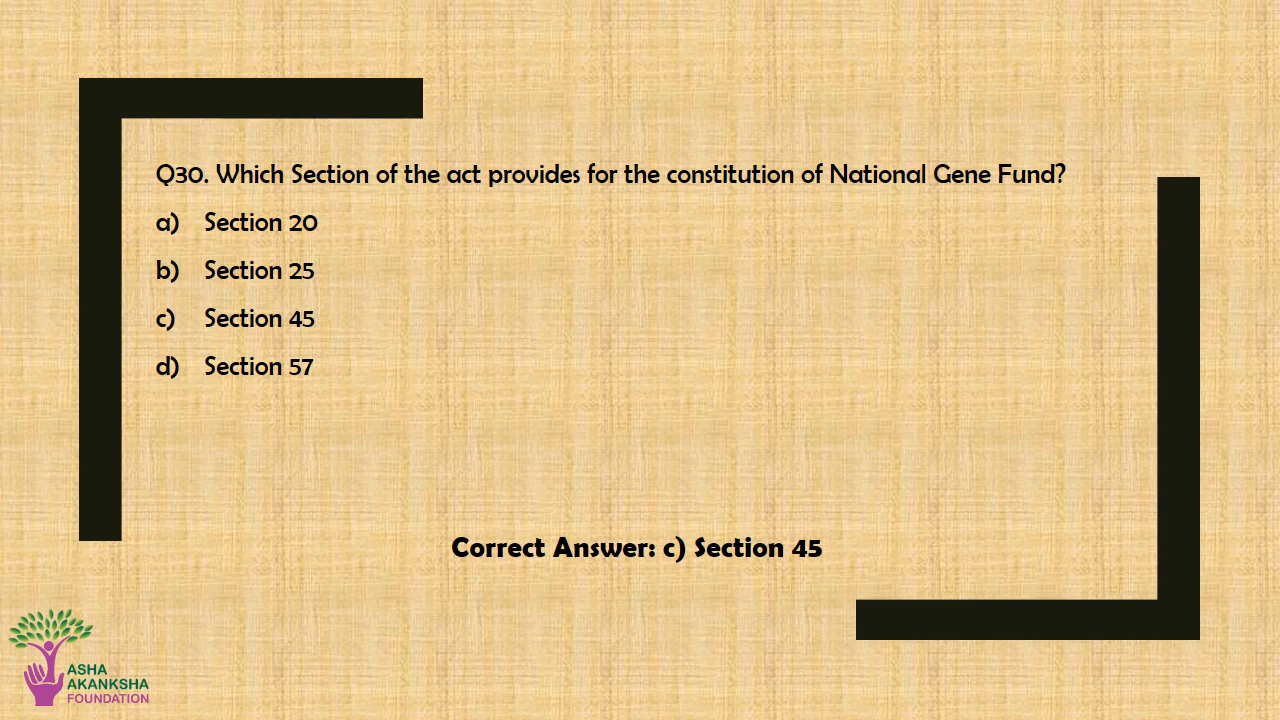 Q30. Which Section of the act provides for the constitution of National Gene Fund?
a) Section 20
b) Section 25
c) Section 45
d) Section 57
Correct Answer: c) Section 45
ASHA
AKANKSHA
FOUNDATION